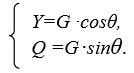 Y=G·cosθ,
Q =G·sinθ.